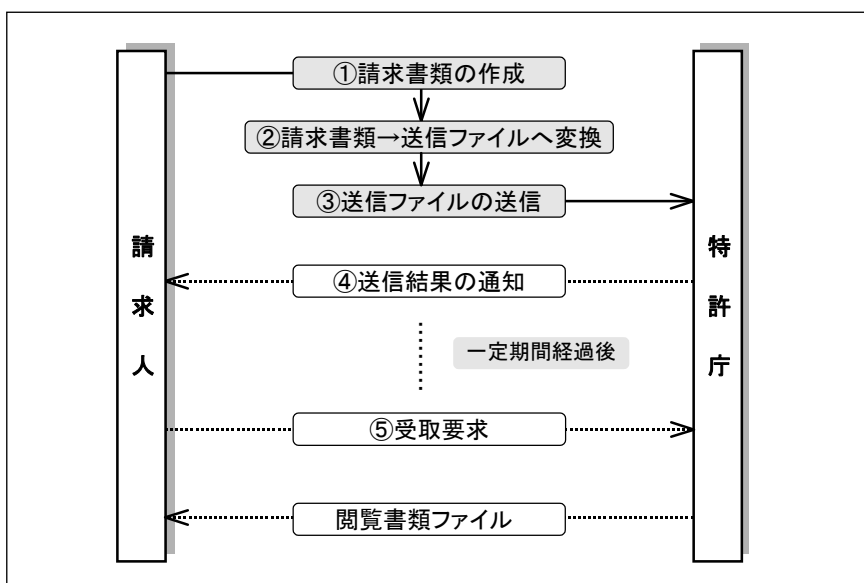 ①請求書類の作成
②請求書類→送信ファイルへ変換
③送信ファイルの送信
請求人
特許庁
④送信結果の通知
一定期間経過後
⑤受取要求
閲覧書類ファイル